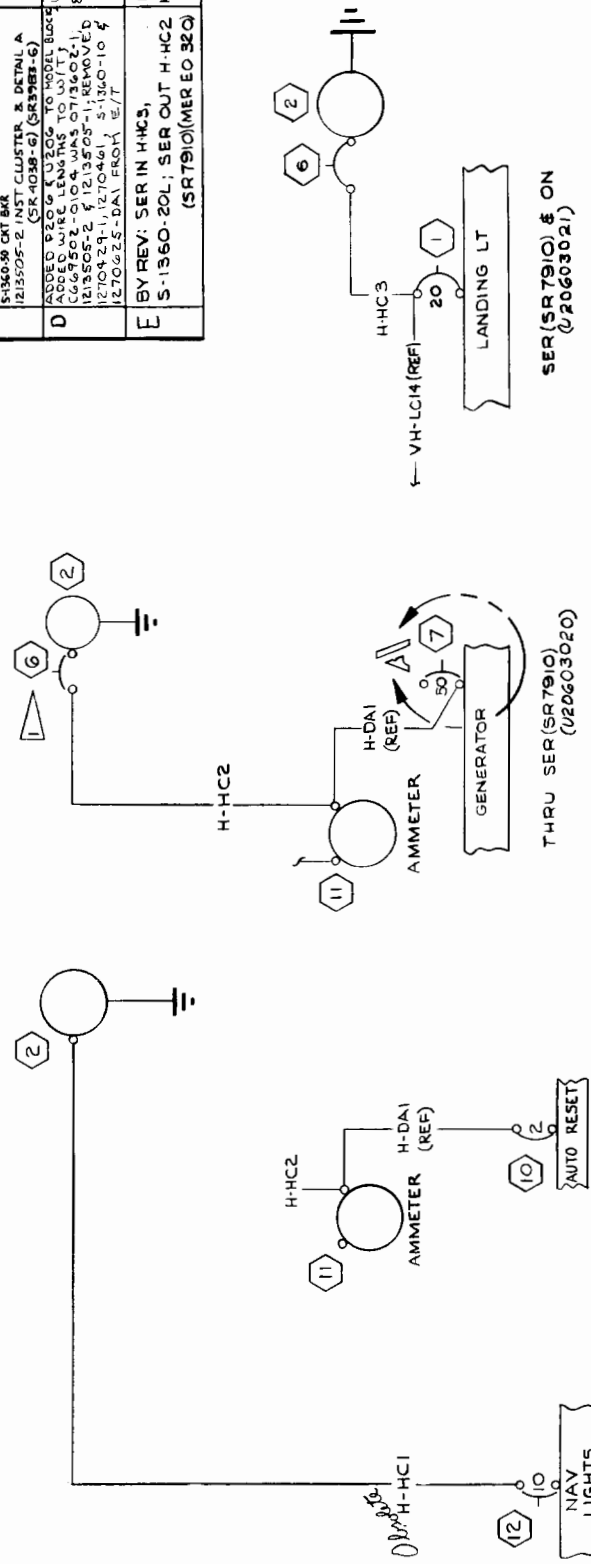 S-1360-50 CKT BKR
1213505-2 INST CLUSTER & DETAIL A
(SR4038-6) (SR3983-6)
D
ADDED P206 & U206 TO MODEL BLOCK;
ADDED WIRE LENGTHS TO W/T;
C669502-0104 WAS 0713602-1;
1213505-2 & 1213505-1; REMOVED
1270429-1, 1270461, S-1360-10 &
1270625-DA1 FROM E/T
E
BY REV: SER IN H-HC3,
S-1360-20L; SER OUT H-HC2
(SR7910)(MER EO 32Q)
2
6
H-HC3
VH-LC14 (REF)
20
1
LANDING LT
SER (SR7910) & ON
(U20603021)
2
6
1
H-HC2
H-DA1
(REF)
A
7
50
11
AMMETER
GENERATOR
THRU SER (SR7910)
(U20603020)
2
H-HC2
H-DA1
(REF)
11
AMMETER
10
2
AUTO RESET
Obsolete
H-HC1
12
10
NAV
LIGHTS